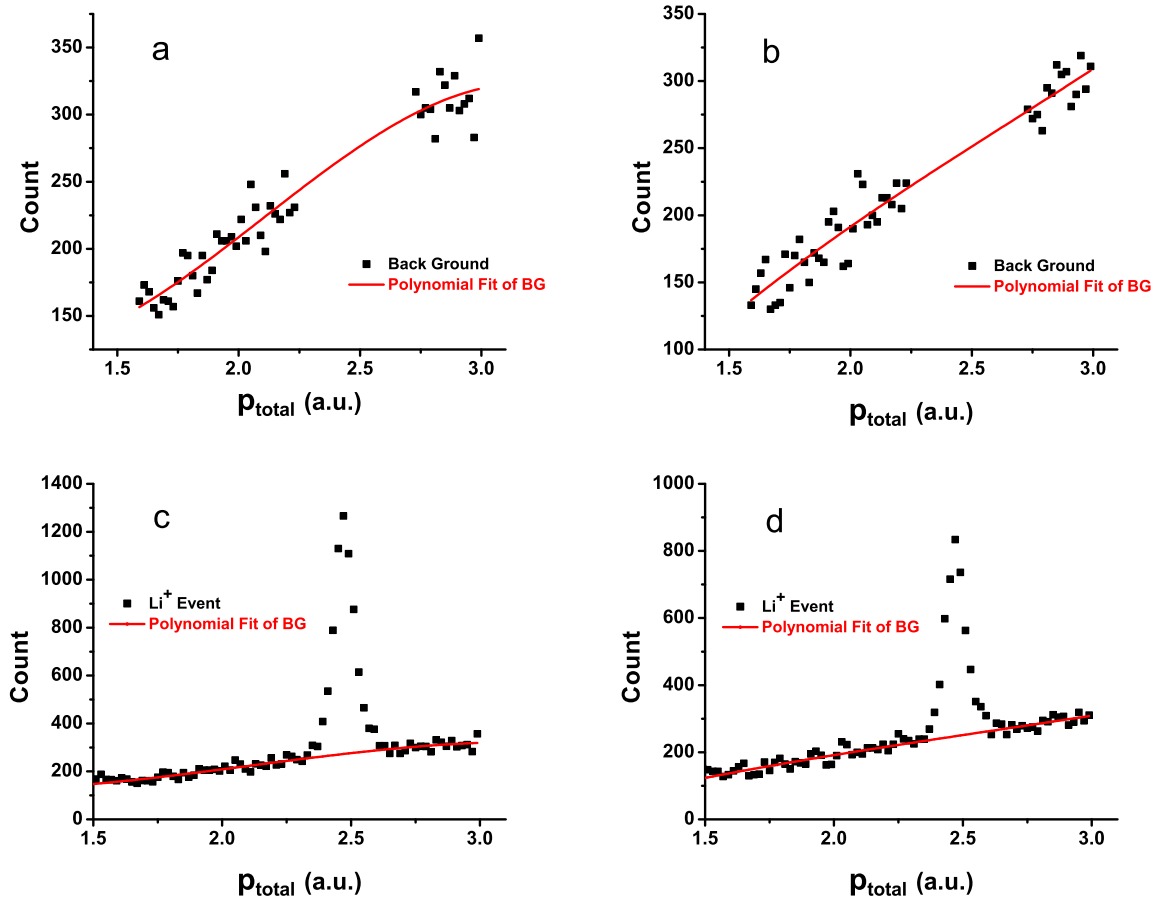 a
350
300
250
200
150
Count
Back Ground
Polynomial Fit of BG
1.5
2.0
2.5
3.0
p_total (a.u.)
b
350
300
250
200
150
100
Count
Back Ground
Polynomial Fit of BG
1.5
2.0
2.5
3.0
p_total (a.u.)
c
1400
1200
1000
800
600
400
200
0
Count
Li+ Event
Polynomial Fit of BG
1.5
2.0
2.5
3.0
p_total (a.u.)
d
1000
800
600
400
200
0
Count
Li+ Event
Polynomial Fit of BG
1.5
2.0
2.5
3.0
p_total (a.u.)